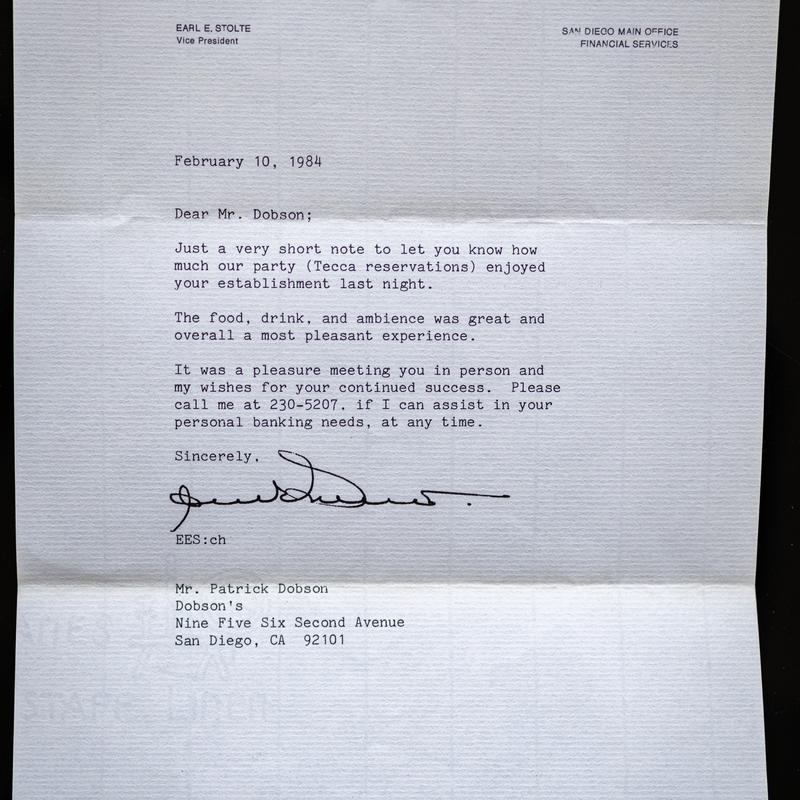 EARL E. STOLTE
Vice President
SAN DIEGO MAIN OFFICE
FINANCIAL SERVICES
February 10, 1984
Dear Mr. Dobson;
Just a very short note to let you know how
much our party (Tecca reservations) enjoyed
your establishment last night.
The food, drink, and ambience was great and
overall a most pleasant experience.
It was a pleasure meeting you in person and
my wishes for your continued success.  Please
call me at 230-5207, if I can assist in your
personal banking needs, at any time.
Sincerely,
EES:ch
Mr. Patrick Dobson
Dobson's
Nine Five Six Second Avenue
San Diego, CA  92101